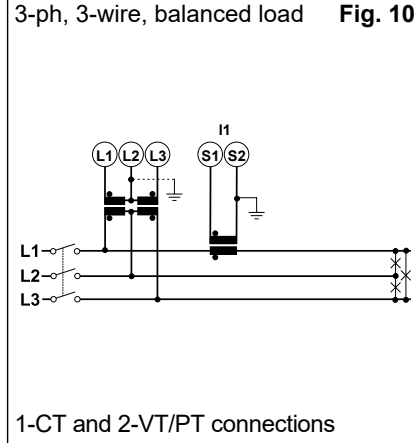 3-ph, 3-wire, balanced load Fig. 10
I1
L1 L2 L3 S1 S2
L1
L2
L3
1-CT and 2-VT/PT connections